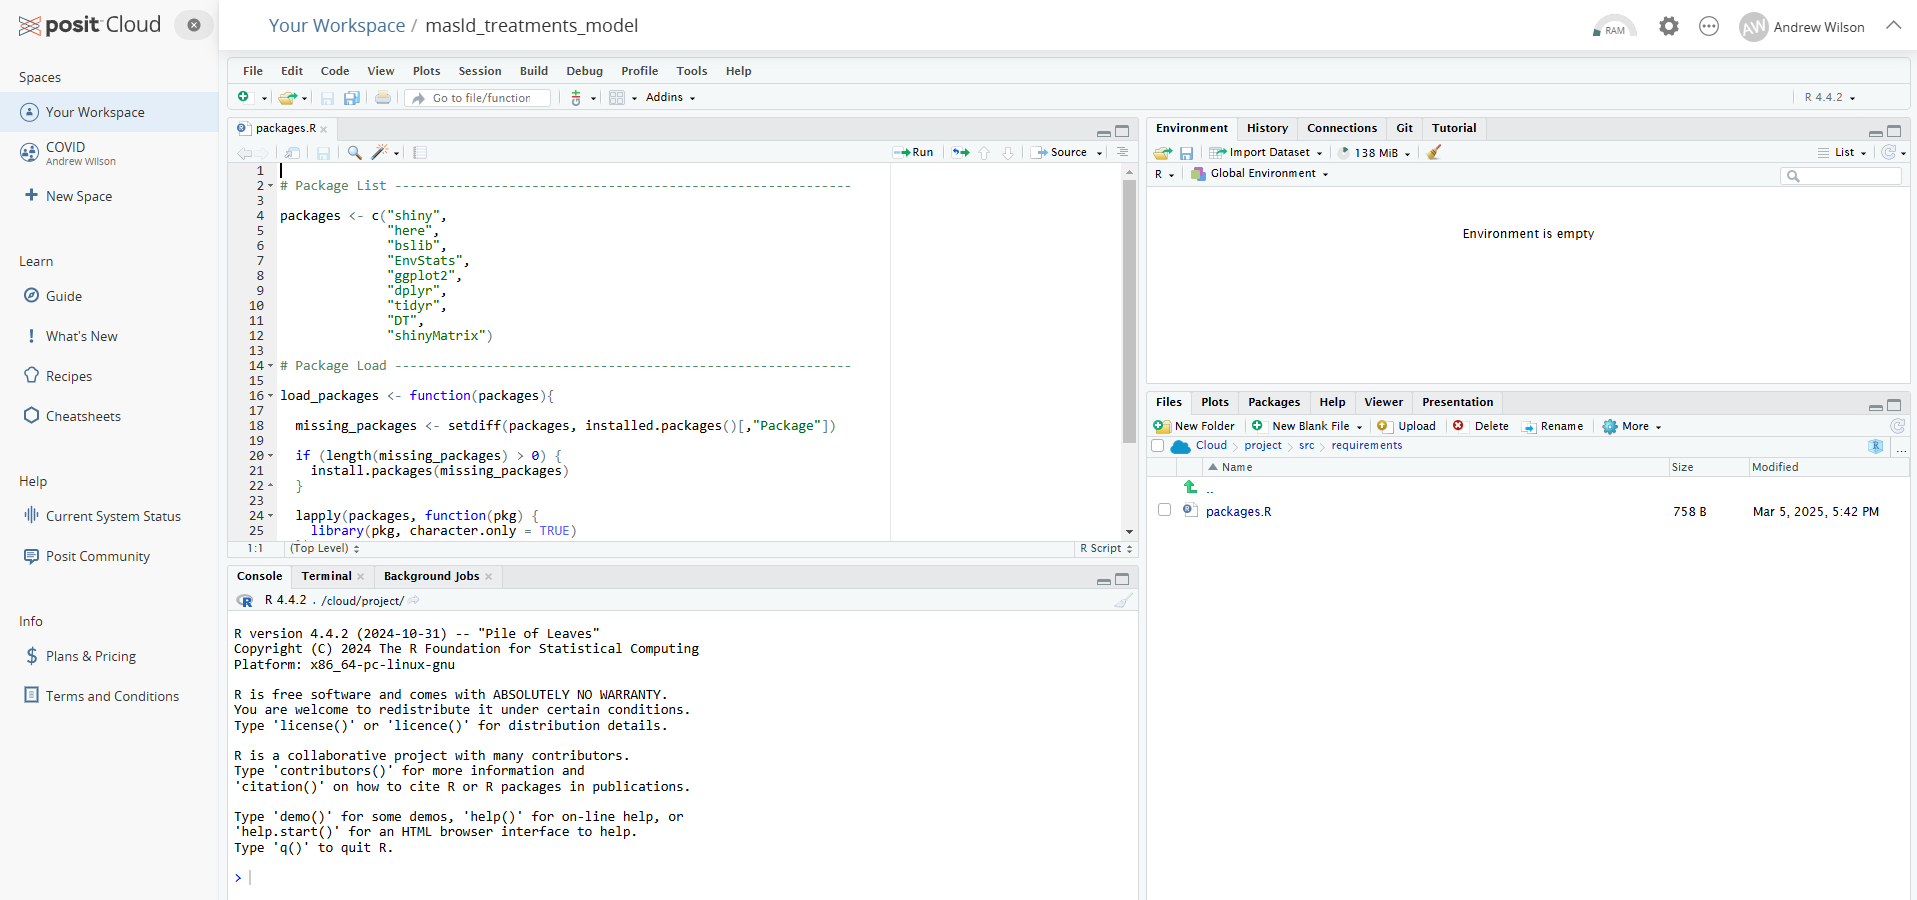 posit Cloud
Your Workspace / masld_treatments_model
RAM
AW
Andrew Wilson
Spaces
Your Workspace
COVID
Andrew Wilson
New Space
Learn
Guide
What's New
Recipes
Cheatsheets
Help
Current System Status
Posit Community
Info
Plans & Pricing
Terms and Conditions
File Edit Code View Plots Session Build Debug Profile Tools Help
Go to file/function
Addins
R 4.4.2
packages.R
Run
Source
1
2 # Package List ------------------------------------------------------------
3
4 packages <- c("shiny",
5 "here",
6 "bslib",
7 "EnvStats",
8 "ggplot2",
9 "dplyr",
10 "tidyr",
11 "DT",
12 "shinyMatrix")
13
14 # Package Load ------------------------------------------------------------
15
16 load_packages <- function(packages){
17
18 missing_packages <- setdiff(packages, installed.packages()[,"Package"])
19
20 if (length(missing_packages) > 0) {
21 install.packages(missing_packages)
22 }
23
24 lapply(packages, function(pkg) {
25 library(pkg, character.only = TRUE)
1:1 (Top Level) R Script
Console Terminal Background Jobs
R 4.4.2 . /cloud/project/
R version 4.4.2 (2024-10-31) -- "Pile of Leaves"
Copyright (C) 2024 The R Foundation for Statistical Computing
Platform: x86_64-pc-linux-gnu
R is free software and comes with ABSOLUTELY NO WARRANTY.
You are welcome to redistribute it under certain conditions.
Type 'license()' or 'licence()' for distribution details.
R is a collaborative project with many contributors.
Type 'contributors()' for more information and
'citation()' on how to cite R or R packages in publications.
Type 'demo()' for some demos, 'help()' for on-line help, or
'help.start()' for an HTML browser interface to help.
Type 'q()' to quit R.
>
Environment History Connections Git Tutorial
Import Dataset 138 MiB List
R Global Environment
Environment is empty
Files Plots Packages Help Viewer Presentation
New Folder New Blank File Upload Delete Rename More
Cloud project src requirements
...
Name Size Modified
..
packages.R 758 B Mar 5, 2025, 5:42 PM